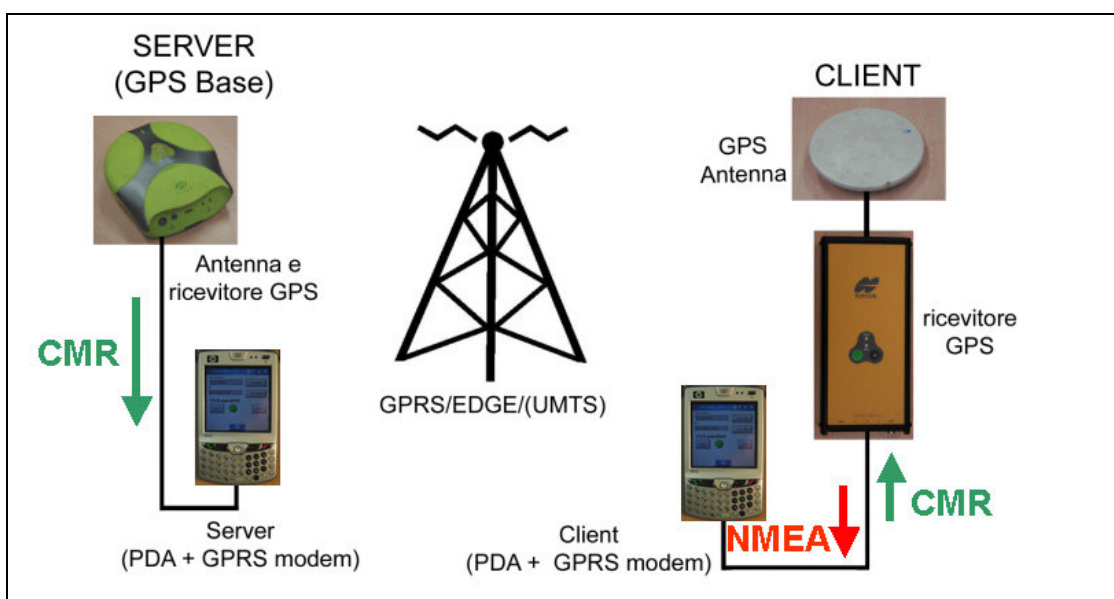 SERVER
(GPS Base)
Antenna e
ricevitore GPS
CMR
Server
(PDA + GPRS modem)
GPRS/EDGE/(UMTS)
CLIENT
GPS
Antenna
ricevitore
GPS
CMR
NMEA
Client
(PDA + GPRS modem)